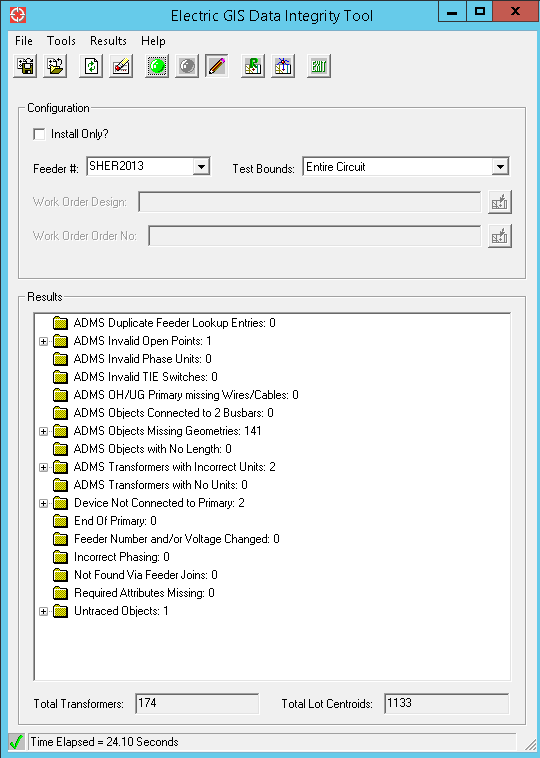 Electric GIS Data Integrity Tool
File Tools Results Help
EXIT
Configuration
Install Only?
Feeder #: SHER2013 Test Bounds: Entire Circuit
Work Order Design:
Work Order Order No:
Results
ADMS Duplicate Feeder Lookup Entries: 0
ADMS Invalid Open Points: 1
ADMS Invalid Phase Units: 0
ADMS Invalid TIE Switches: 0
ADMS OH/UG Primary missing Wires/Cables: 0
ADMS Objects Connected to 2 Busbars: 0
ADMS Objects Missing Geometries: 141
ADMS Objects with No Length: 0
ADMS Transformers with Incorrect Units: 2
ADMS Transformers with No Units: 0
Device Not Connected to Primary: 2
End Of Primary: 0
Feeder Number and/or Voltage Changed: 0
Incorrect Phasing: 0
Not Found Via Feeder Joins: 0
Required Attributes Missing: 0
Untraced Objects: 1
Total Transformers: 174 Total Lot Centroids: 1133
Time Elapsed = 24.10 Seconds